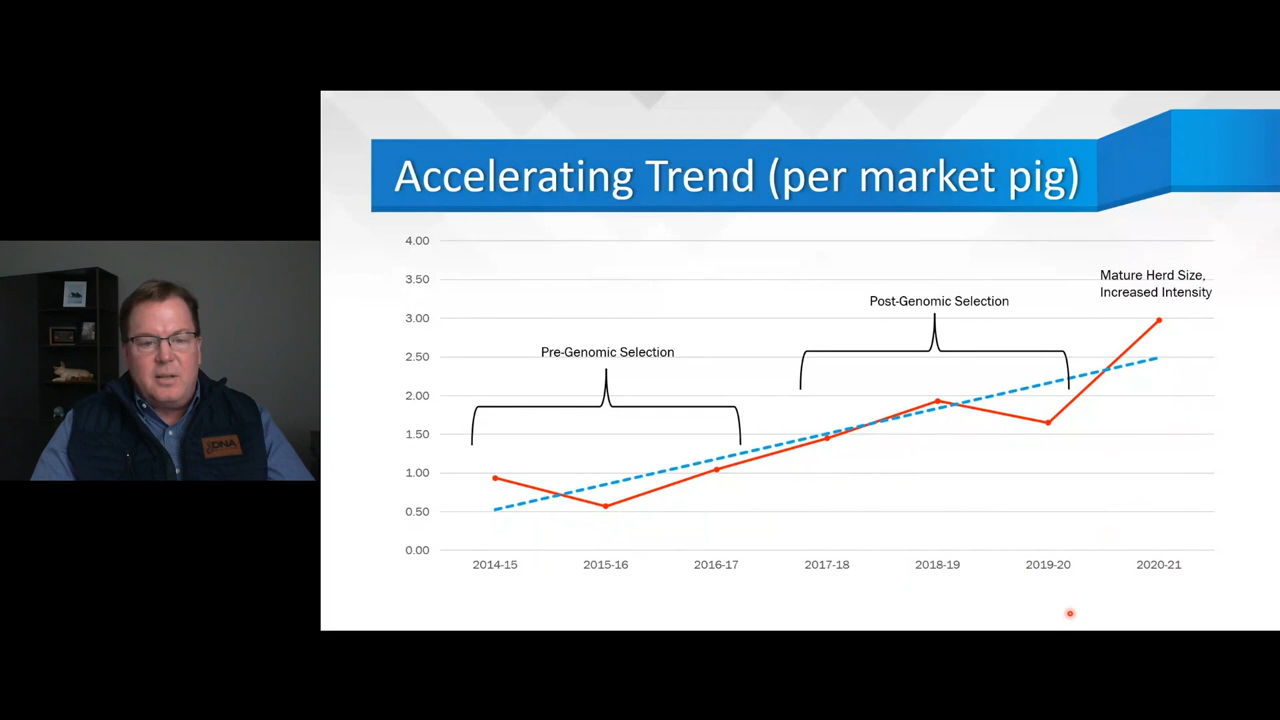 Accelerating Trend (per market pig)
4.00
3.50
3.00
2.50
2.00
1.50
1.00
0.50
0.00
Pre-Genomic Selection
Post-Genomic Selection
Mature Herd Size,
Increased Intensity
2014-15
2015-16
2016-17
2017-18
2018-19
2019-20
2020-21
DNA